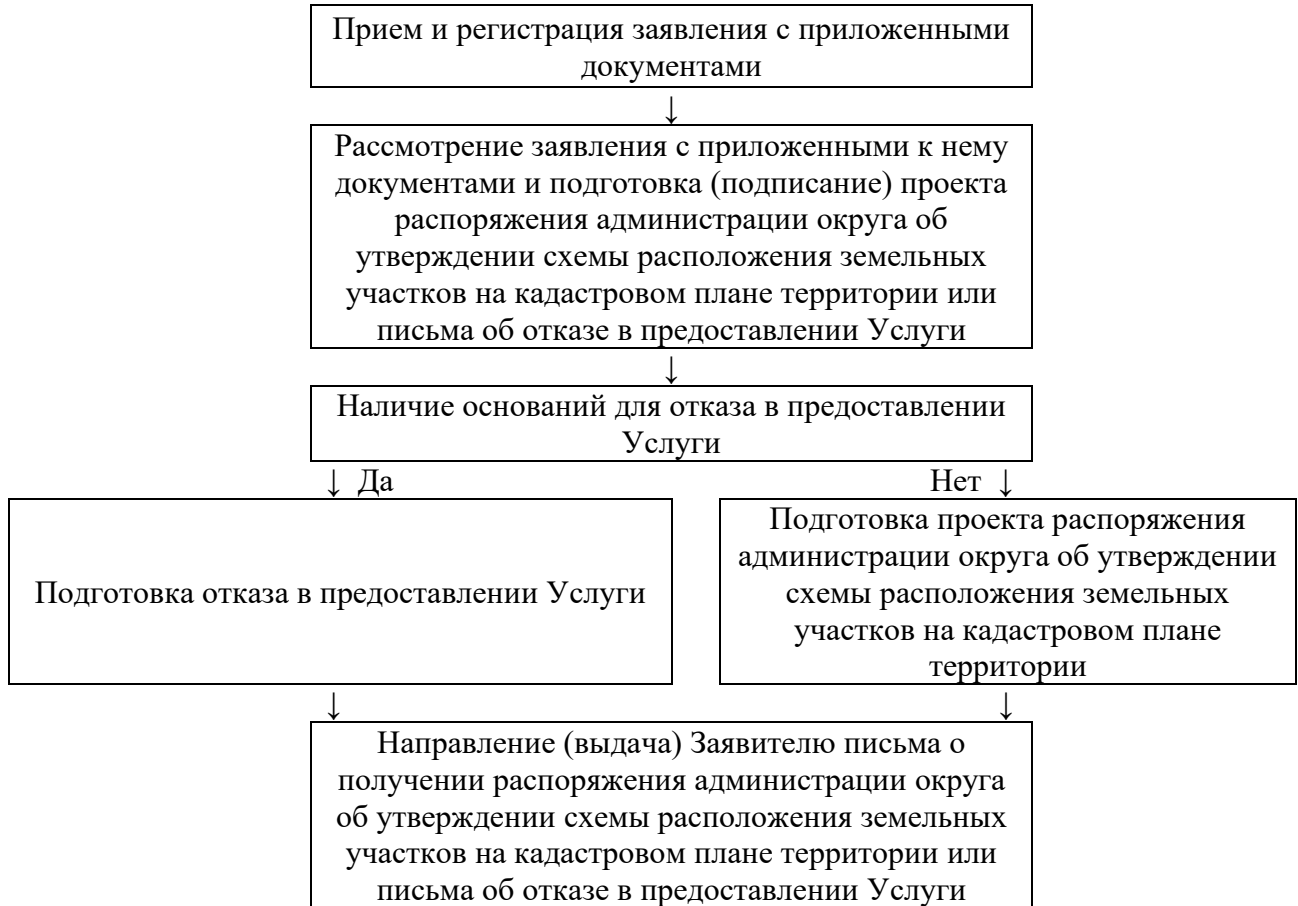 Прием и регистрация заявления с приложенными
документами
↓
Рассмотрение заявления с приложенными к нему
документами и подготовка (подписание) проекта
распоряжения администрации округа об
утверждении схемы расположения земельных
участков на кадастровом плане территории или
письма об отказе в предоставлении Услуги
↓
Наличие оснований для отказа в предоставлении
Услуги
↓ Да
Нет ↓
Подготовка отказа в предоставлении Услуги
Подготовка проекта распоряжения
администрации округа об утверждении
схемы расположения земельных
участков на кадастровом плане
территории
↓
↓
Направление (выдача) Заявителю письма о
получении распоряжения администрации округа
об утверждении схемы расположения земельных
участков на кадастровом плане территории или
письма об отказе в предоставлении Услуги